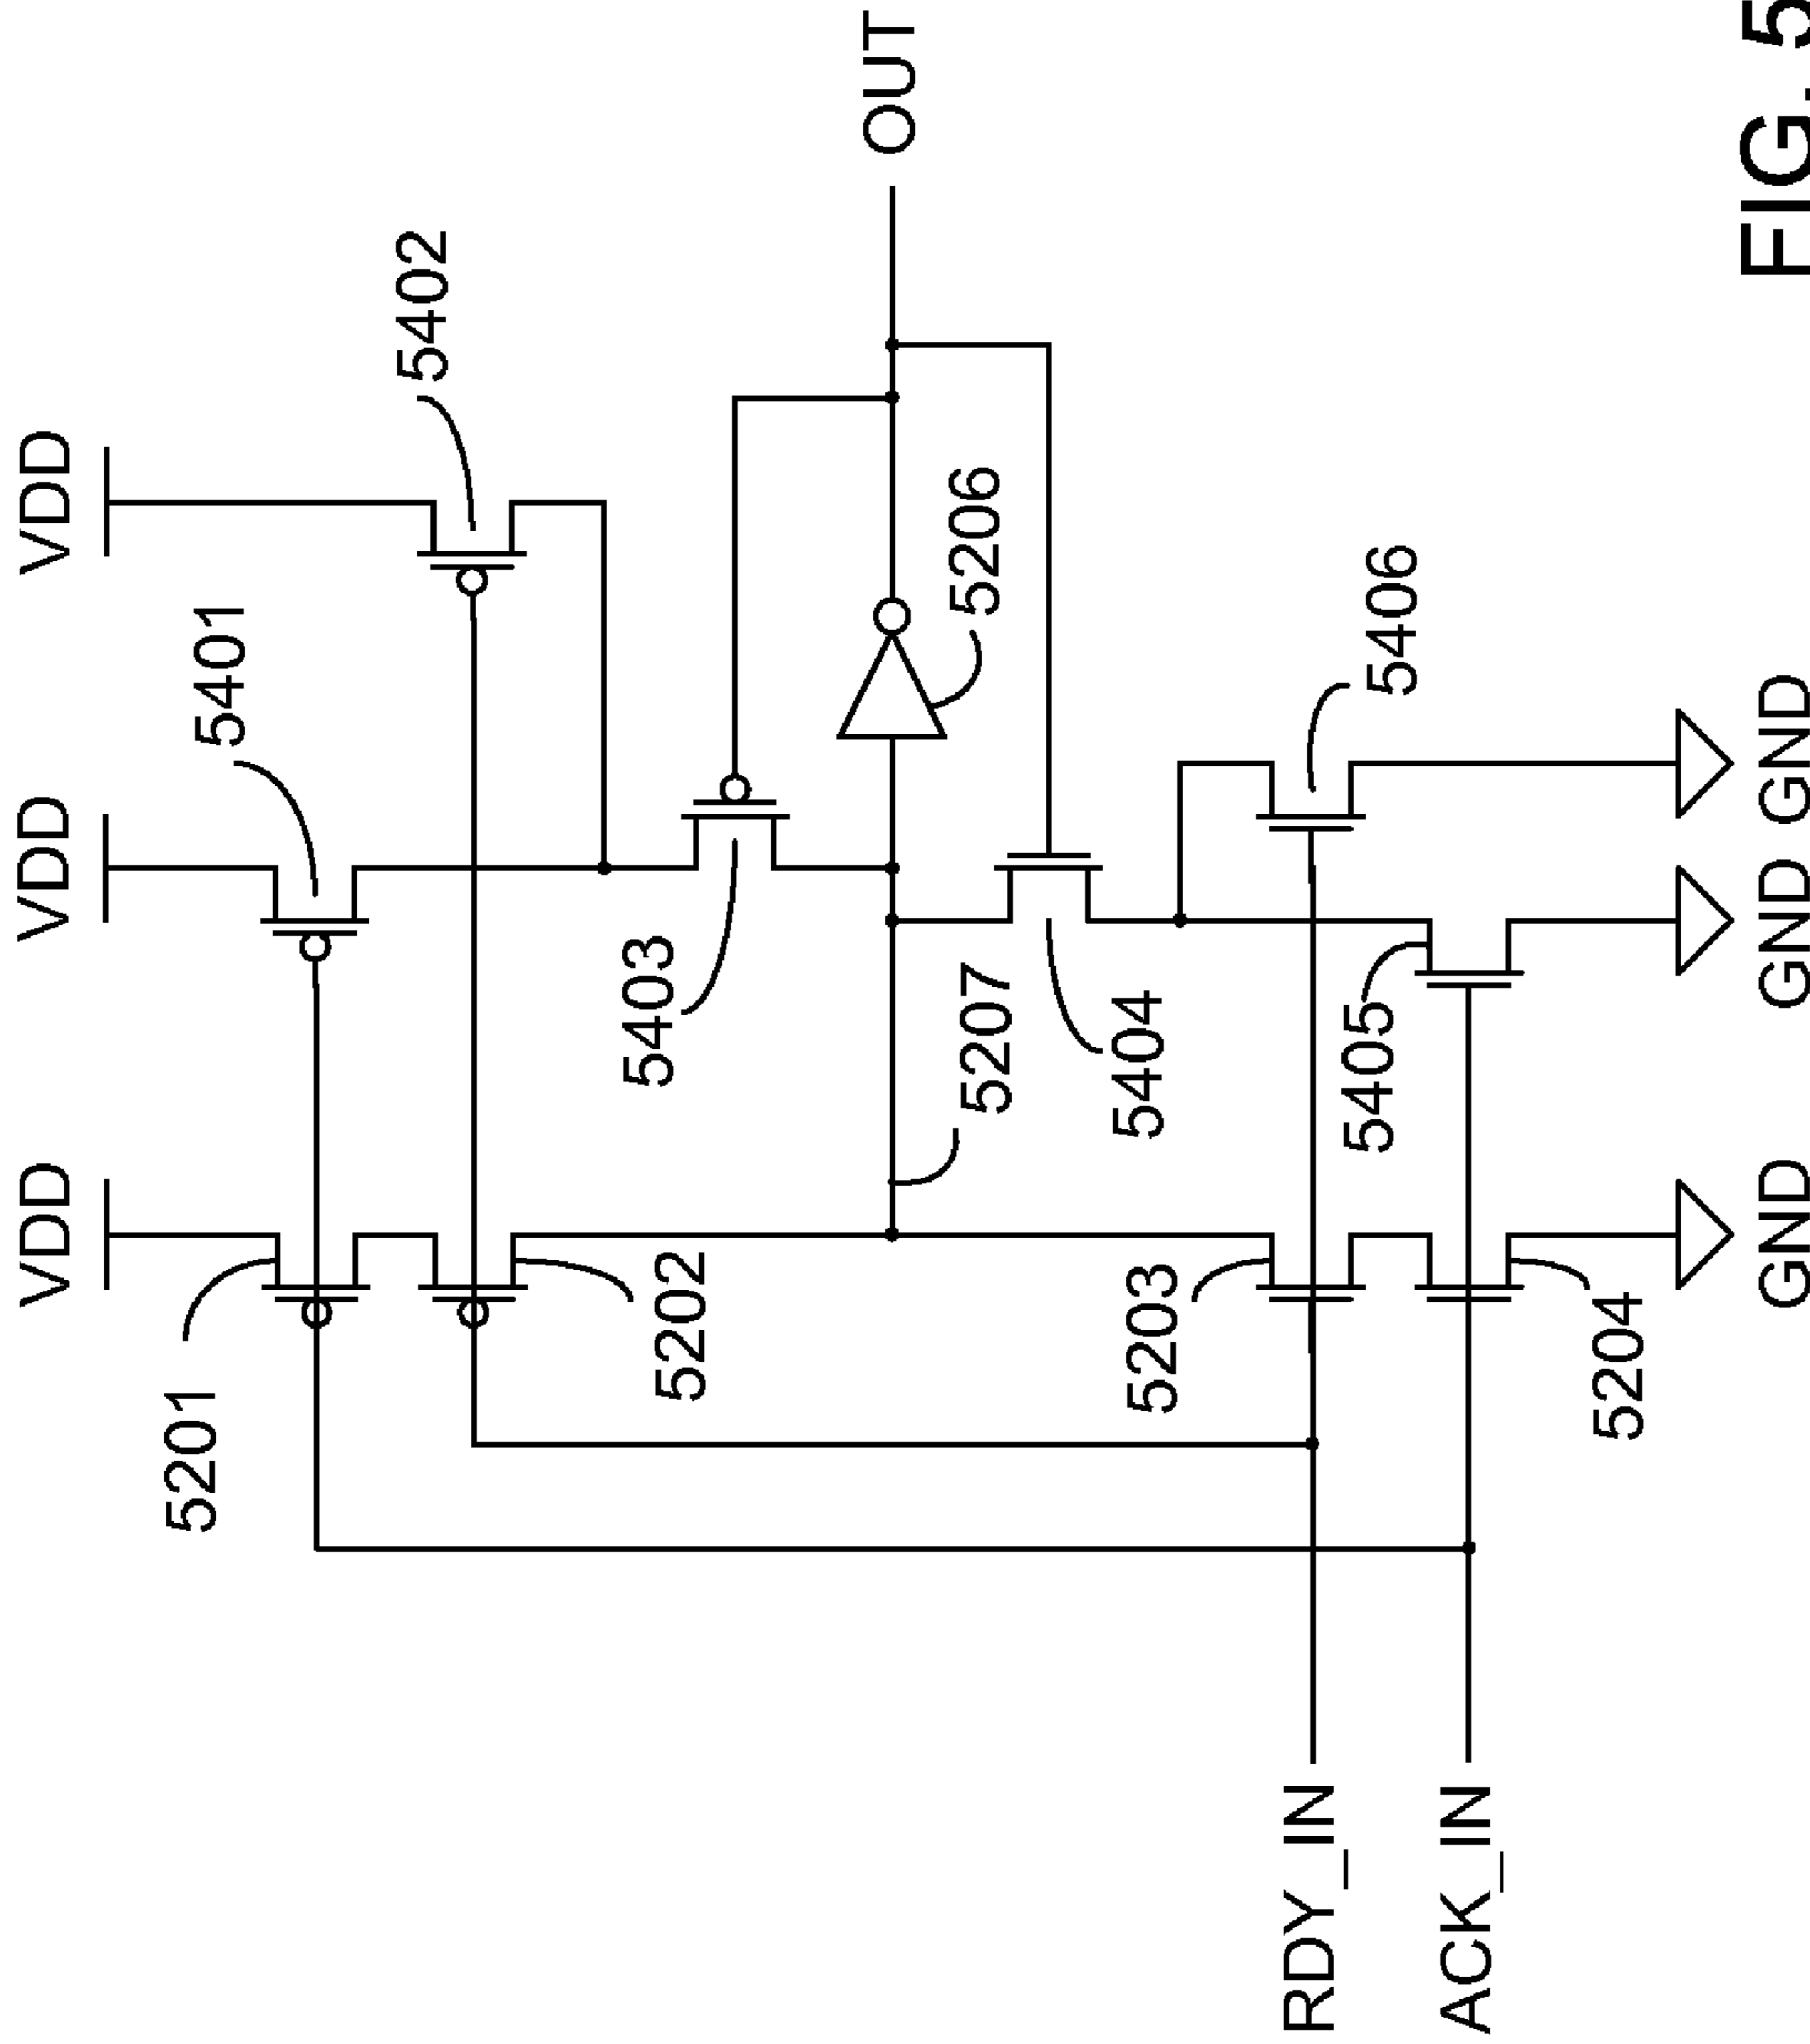 VDD
VDD
VDD
5201
5401
5402
5202
5403
5207
5206
OUT
5203
5404
5405
5406
5204
RDY_IN
ACK_IN
GND
GND
GND
FIG. 5